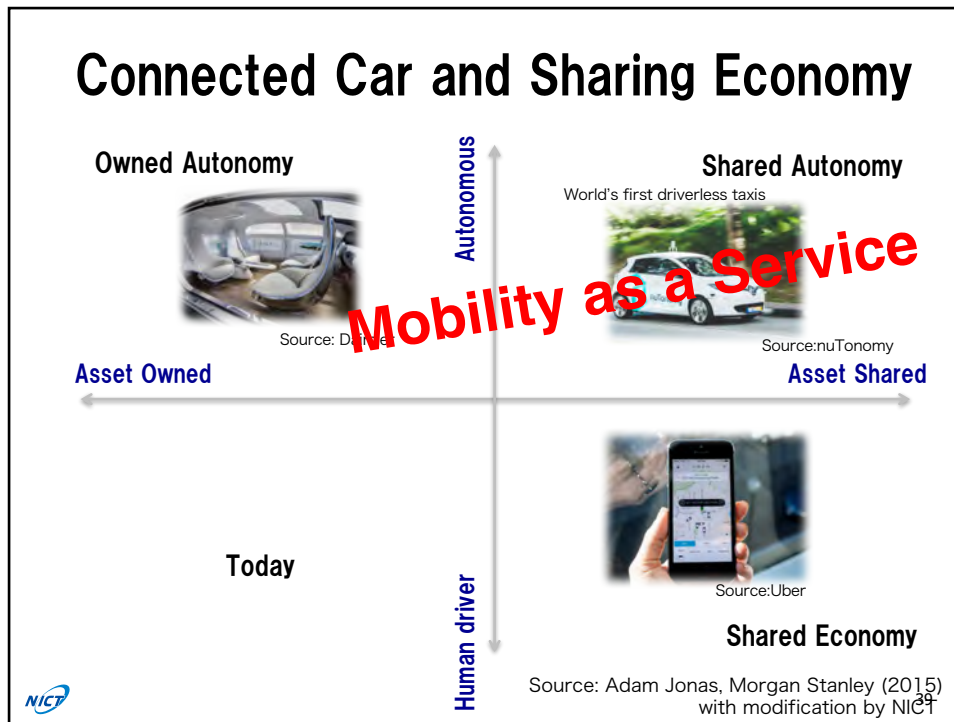 Connected Car and Sharing Economy
Owned Autonomy
Autonomous
Shared Autonomy
World's first driverless taxis
Mobility as a Service
Source: Daimler
Source:nuTonomy
Asset Owned
Asset Shared
Today
Human driver
Source:Uber
Shared Economy
Source: Adam Jonas, Morgan Stanley (2015)
with modification by NICT
39
NICT